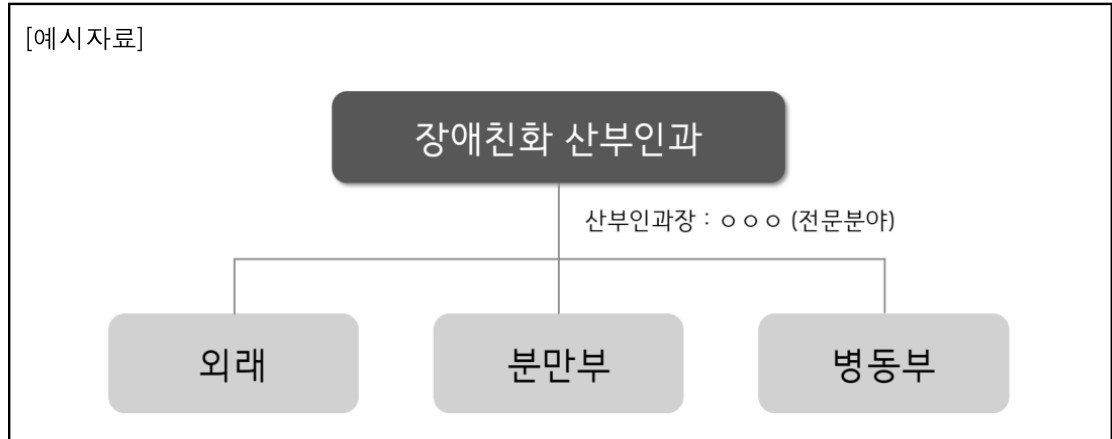 [예시자료]
장애친화 산부인과
산부인과장 : ㅇㅇㅇ (전문분야)
외래
분만부
병동부